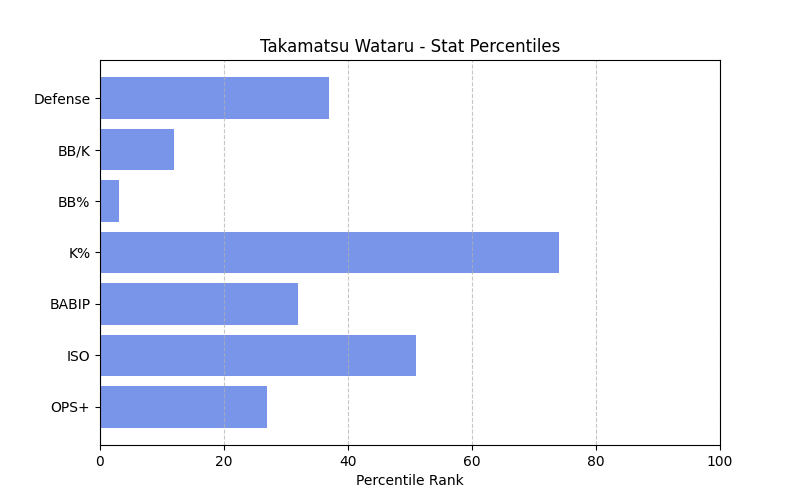 Takamatsu Wataru - Stat Percentiles
Defense
BB/K
BB%
K%
BABIP
ISO
OPS+
0 20 40 60 80 100
Percentile Rank